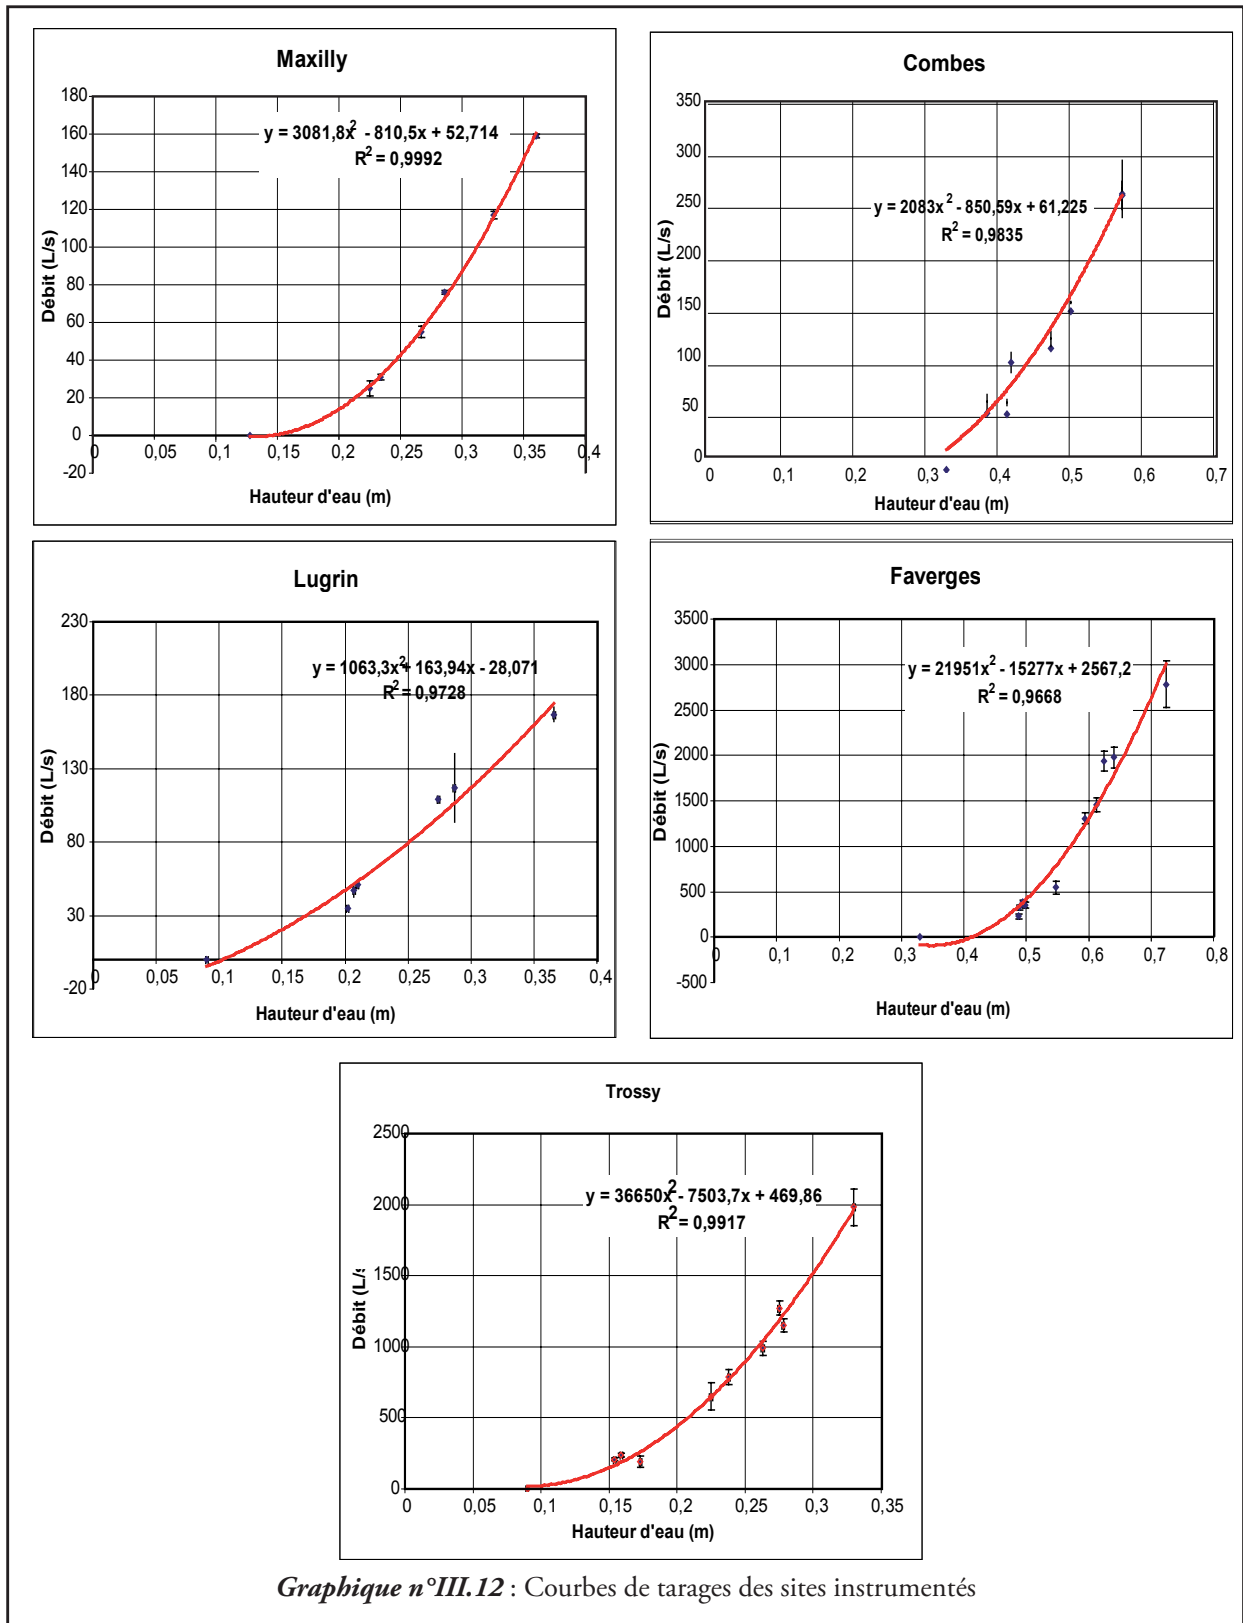 Maxilly
180
160
140
120
100
80
60
40
20
0
-20
y = 3081,8x² - 810,5x + 52,714
R² = 0,9992
Débit (L/s)
0 0,05 0,1 0,15 0,2 0,25 0,3 0,35 0,4
Hauteur d'eau (m)
Combes
350
300
250
200
150
100
50
0
y = 2083x² - 850,59x + 61,225
R² = 0,9835
Débit (L/s)
0 0,1 0,2 0,3 0,4 0,5 0,6 0,7
Hauteur d'eau (m)
Lugrin
230
180
130
80
30
-20
y = 1063,3x² + 163,94x - 28,071
R² = 0,9728
Débit (L/s)
0 0,05 0,1 0,15 0,2 0,25 0,3 0,35 0,4
Hauteur d'eau (m)
Faverges
3500
3000
2500
2000
1500
1000
500
0
-500
y = 21951x² - 15277x + 2567,2
R² = 0,9668
Débit (L/s)
0 0,1 0,2 0,3 0,4 0,5 0,6 0,7 0,8
Hauteur d'eau (m)
Trossy
2500
2000
1500
1000
500
0
y = 36650x² - 7503,7x + 469,86
R² = 0,9917
Débit (L/s
0 0,05 0,1 0,15 0,2 0,25 0,3 0,35
Hauteur d'eau (m)
Graphique n°III.12 : Courbes de tarages des sites instrumentés